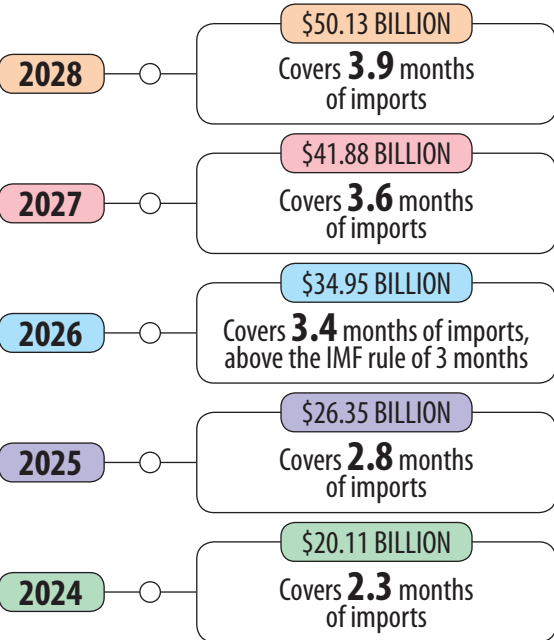 2028
$50.13 BILLION
Covers 3.9 months
of imports
2027
$41.88 BILLION
Covers 3.6 months
of imports
2026
$34.95 BILLION
Covers 3.4 months of imports,
above the IMF rule of 3 months
2025
$26.35 BILLION
Covers 2.8 months
of imports
2024
$20.11 BILLION
Covers 2.3 months
of imports